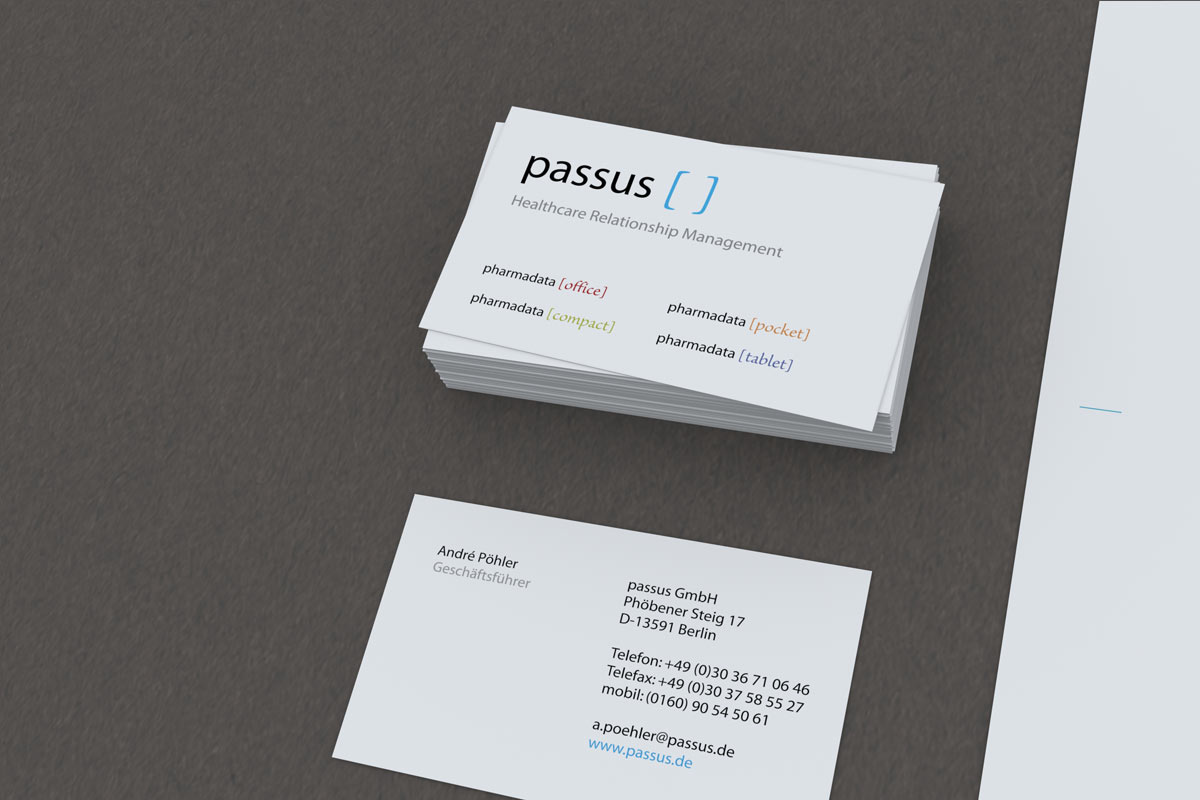 passus [ ]
Healthcare Relationship Management
pharmadata [office]
pharmadata [compact]
pharmadata [pocket]
pharmadata [tablet]
André Pöhler
Geschäftsführer
passus GmbH
Phöbener Steig 17
D-13591 Berlin
Telefon: +49 (0)30 36 71 06 46
Telefax: +49 (0)30 37 58 55 27
mobil: (0160) 90 54 50 61
a.poehler@passus.de
www.passus.de